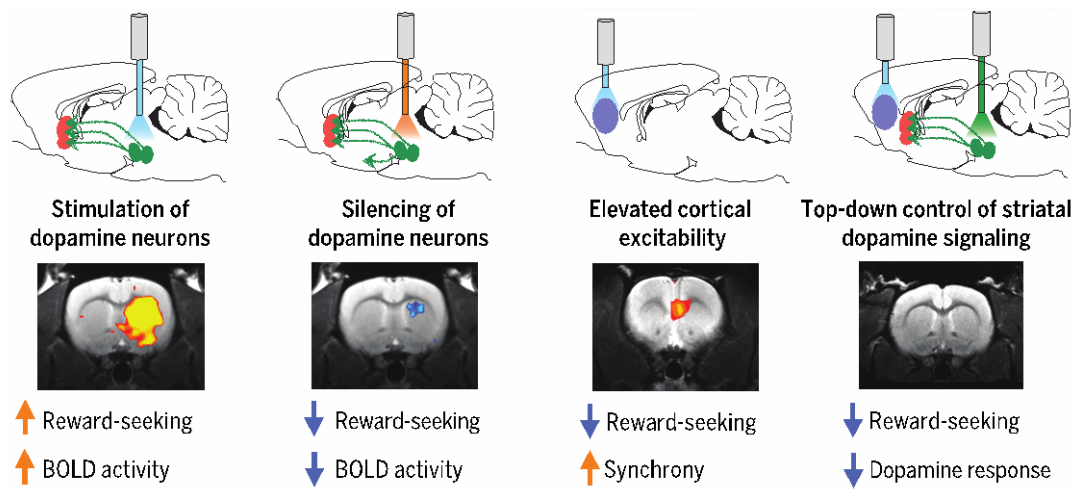 Stimulation of
dopamine neurons
Silencing of
dopamine neurons
Elevated cortical
excitability
Top-down control of striatal
dopamine signaling
Reward-seeking
BOLD activity
Reward-seeking
BOLD activity
Reward-seeking
Synchrony
Reward-seeking
Dopamine response